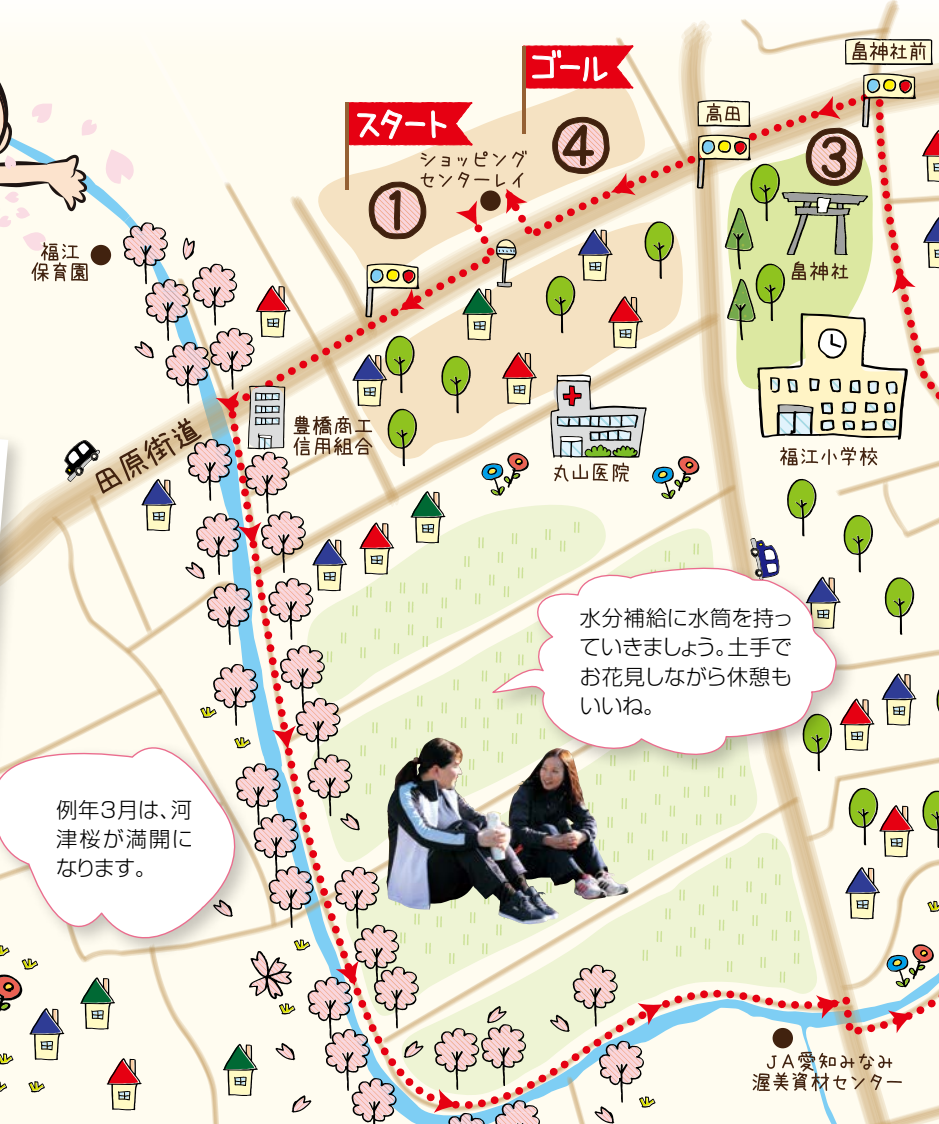 畠神社前
ゴール
スタート
高田
ショッピング
センターレイ
④
①
③
畠神社
福江
保育園
豊橋商工
信用組合
田原街道
丸山医院
福江小学校
水分補給に水筒を持っ
ていきましょう。土手で
お花見しながら休憩も
いいね。
例年3月は、河
津桜が満開に
なります。
JA愛知みなみ
渥美資材センター